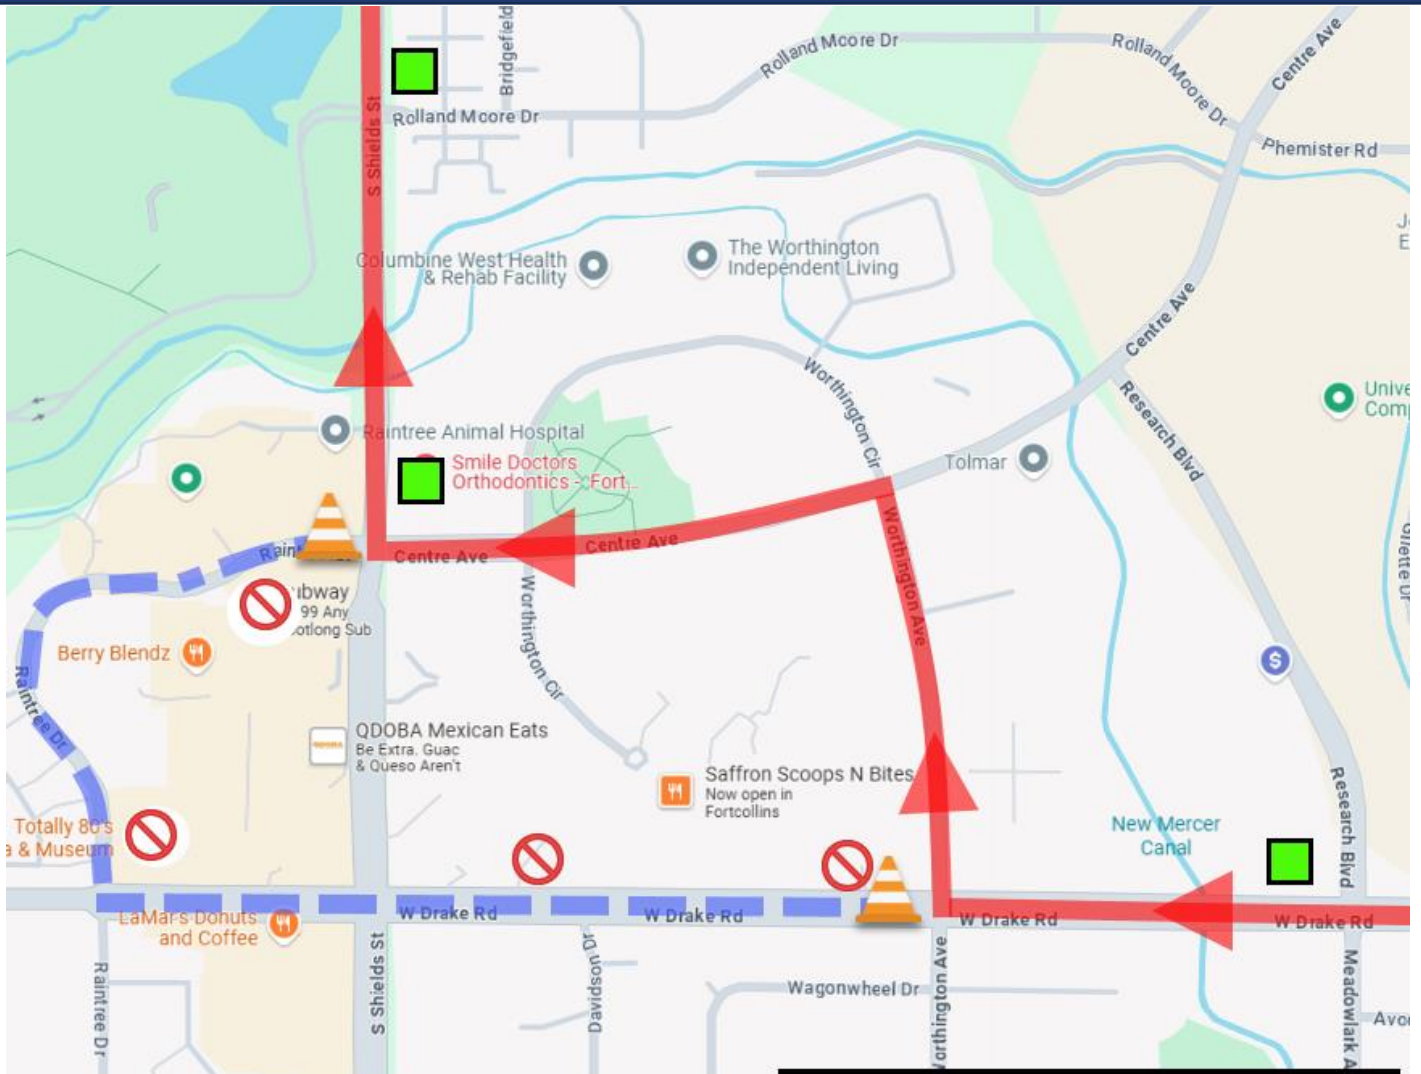 Bridgefield
Rolland Moore Dr
Rolland Moore Dr
Centre Ave
S Shields St
Rolland Moore Dr
Phemister Rd
Columbine West Health
& Rehab Facility
The Worthington
Independent Living
Centre Ave
Worthington Cir
Research Blvd
Raintree Animal Hospital
Smile Doctors
Orthodontics - Fort...
Tolmar
Centre Ave
Centre Ave
Worthington Ave
Worthington Cir
99 Any
Sub
Berry Blendz
Raintree Dr
QDOBA Mexican Eats
Be Extra. Guac
& Queso Aren't
$
Saffron Scoops N Bites
Now open in
Fortcollins
New Mercer
Canal
Research Blvd
Totally 80's
& Museum
LaMar's Donuts
and Coffee
W Drake Rd
W Drake Rd
W Drake Rd
W Drake Rd
Raintree Dr
S Shields St
Davidson Dr
Wagonwheel Dr
Worthington Ave
Meadowlark A